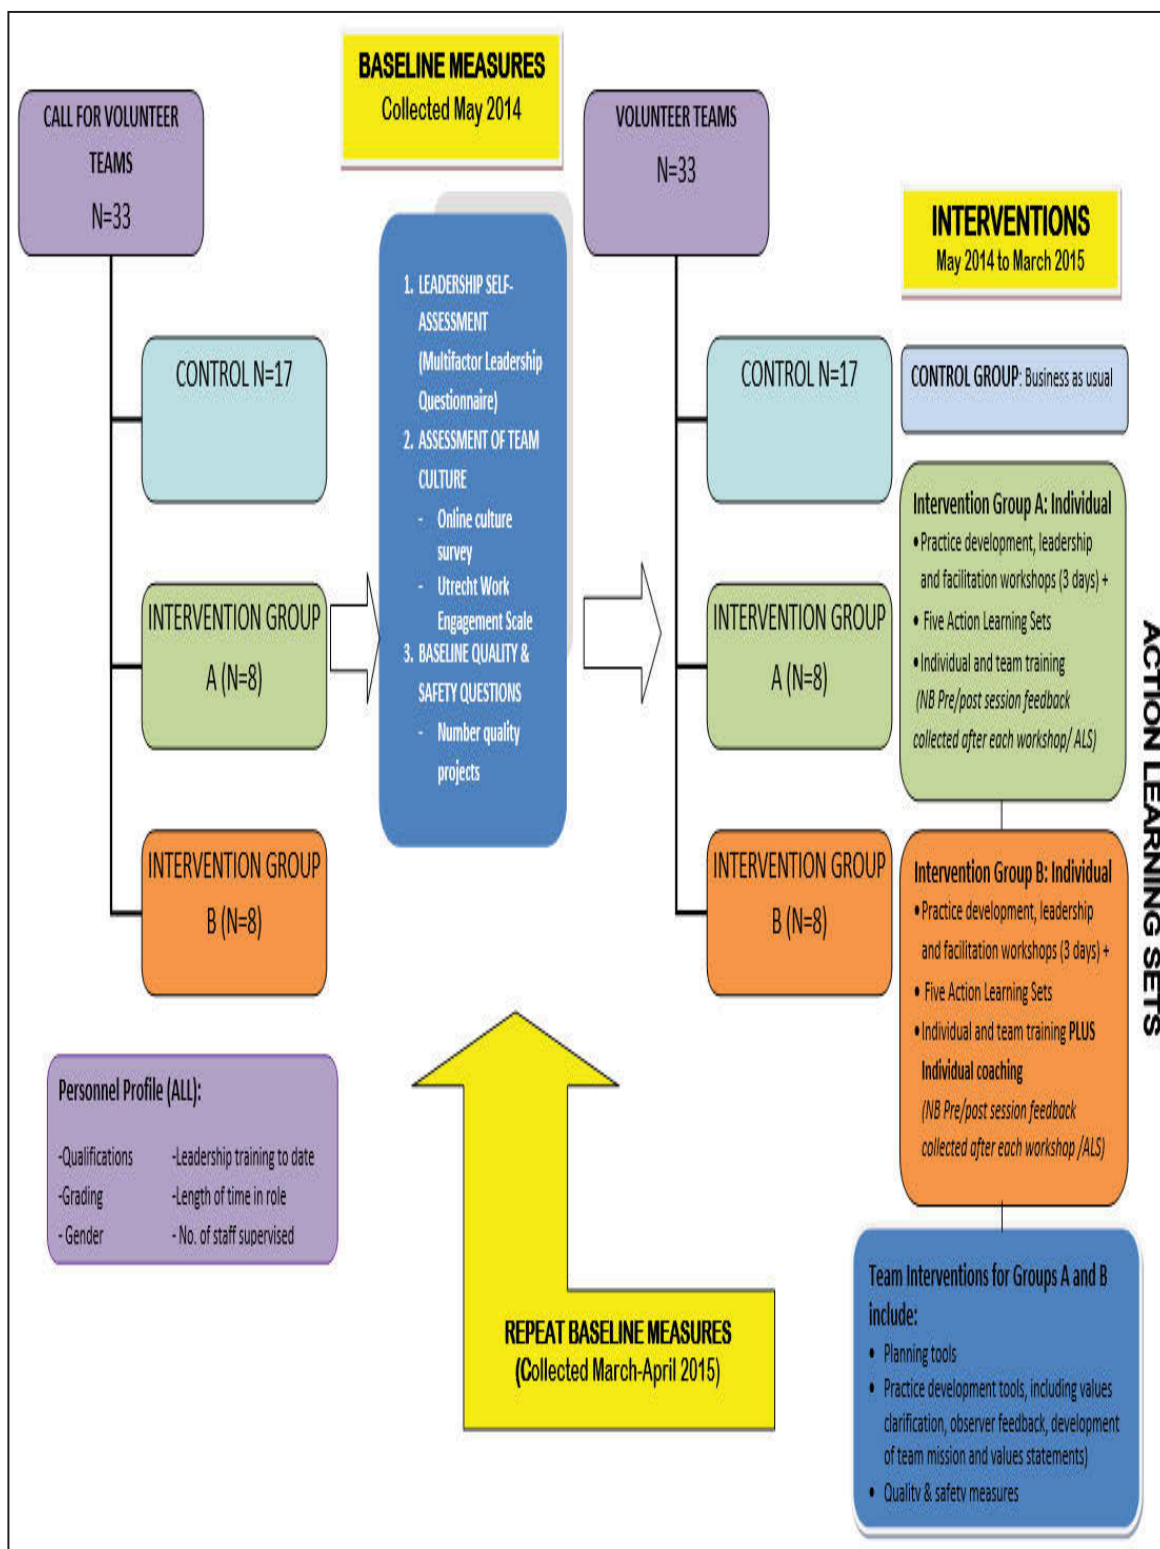 CALL FOR VOLUNTEER
TEAMS
N=33
CONTROL N=17
INTERVENTION GROUP
A (N=8)
INTERVENTION GROUP
B (N=8)
BASELINE MEASURES
Collected May 2014
1. LEADERSHIP SELF-
ASSESSMENT
(Multifactor Leadership
Questionnaire)
2. ASSESSMENT OF TEAM
CULTURE
- Online culture
survey
- Utrecht Work
Engagement Scale
3. BASELINE QUALITY &
SAFETY QUESTIONS
- Number quality
projects
VOLUNTEER TEAMS
N=33
CONTROL N=17
INTERVENTION GROUP
A (N=8)
INTERVENTION GROUP
B (N=8)
INTERVENTIONS
May 2014 to March 2015
CONTROL GROUP: Business as usual
Intervention Group A: Individual
• Practice development, leadership
and facilitation workshops (3 days) +
• Five Action Learning Sets
• Individual and team training
(NB Pre/post session feedback
collected after each workshop/ ALS)
Intervention Group B: Individual
• Practice development, leadership
and facilitation workshops (3 days) +
• Five Action Learning Sets
• Individual and team training PLUS
Individual coaching
(NB Pre/post session feedback
collected after each workshop /ALS)
ACTION LEARNING SETS
Team Interventions for Groups A and B
include:
• Planning tools
• Practice development tools, including values
clarification, observer feedback, development
of team mission and values statements)
• Quality & safety measures
Personnel Profile (ALL):
-Qualifications -Leadership training to date
-Grading -Length of time in role
- Gender - No. of staff supervised
REPEAT BASELINE MEASURES
(Collected March-April 2015)